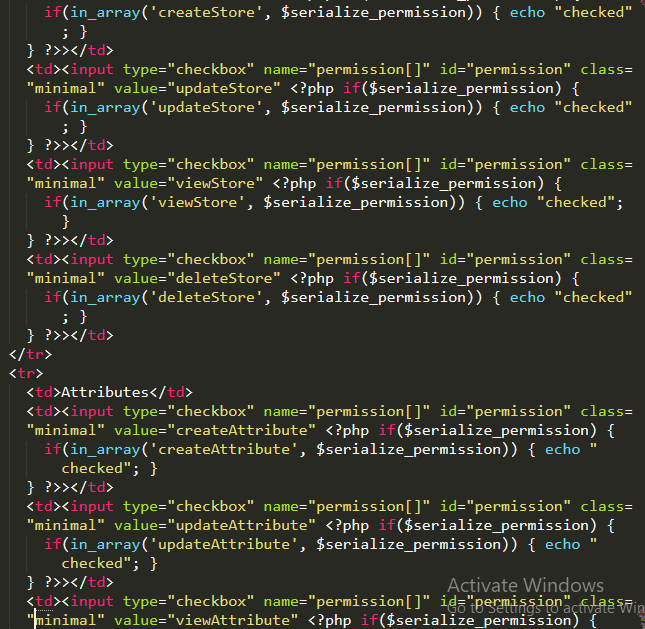 if(in_array('createStore', $serialize_permission)) { echo "checked"
; }
} ?>></td>
<td><input type="checkbox" name="permission[]" id="permission" class=
"minimal" value="updateStore" <?php if($serialize_permission) {
if(in_array('updateStore', $serialize_permission)) { echo "checked"
; }
} ?>></td>
<td><input type="checkbox" name="permission[]" id="permission" class=
"minimal" value="viewStore" <?php if($serialize_permission) {
if(in_array('viewStore', $serialize_permission)) { echo "checked";
}
} ?>></td>
<td><input type="checkbox" name="permission[]" id="permission" class=
"minimal" value="deleteStore" <?php if($serialize_permission) {
if(in_array('deleteStore', $serialize_permission)) { echo "checked"
; }
} ?>></td>
</tr>
<tr>
<td>Attributes</td>
<td><input type="checkbox" name="permission[]" id="permission" class=
"minimal" value="createAttribute" <?php if($serialize_permission) {
if(in_array('createAttribute', $serialize_permission)) { echo "
checked"; }
} ?>></td>
<td><input type="checkbox" name="permission[]" id="permission" class=
"minimal" value="updateAttribute" <?php if($serialize_permission) {
if(in_array('updateAttribute', $serialize_permission)) { echo "
checked"; }
} ?>></td>
<td><input type="checkbox" name="permission[]" id="permission" class=
"minimal" value="viewAttribute" <?php if($serialize_permission) {
Activate Windows
Go to Settings to activate Win